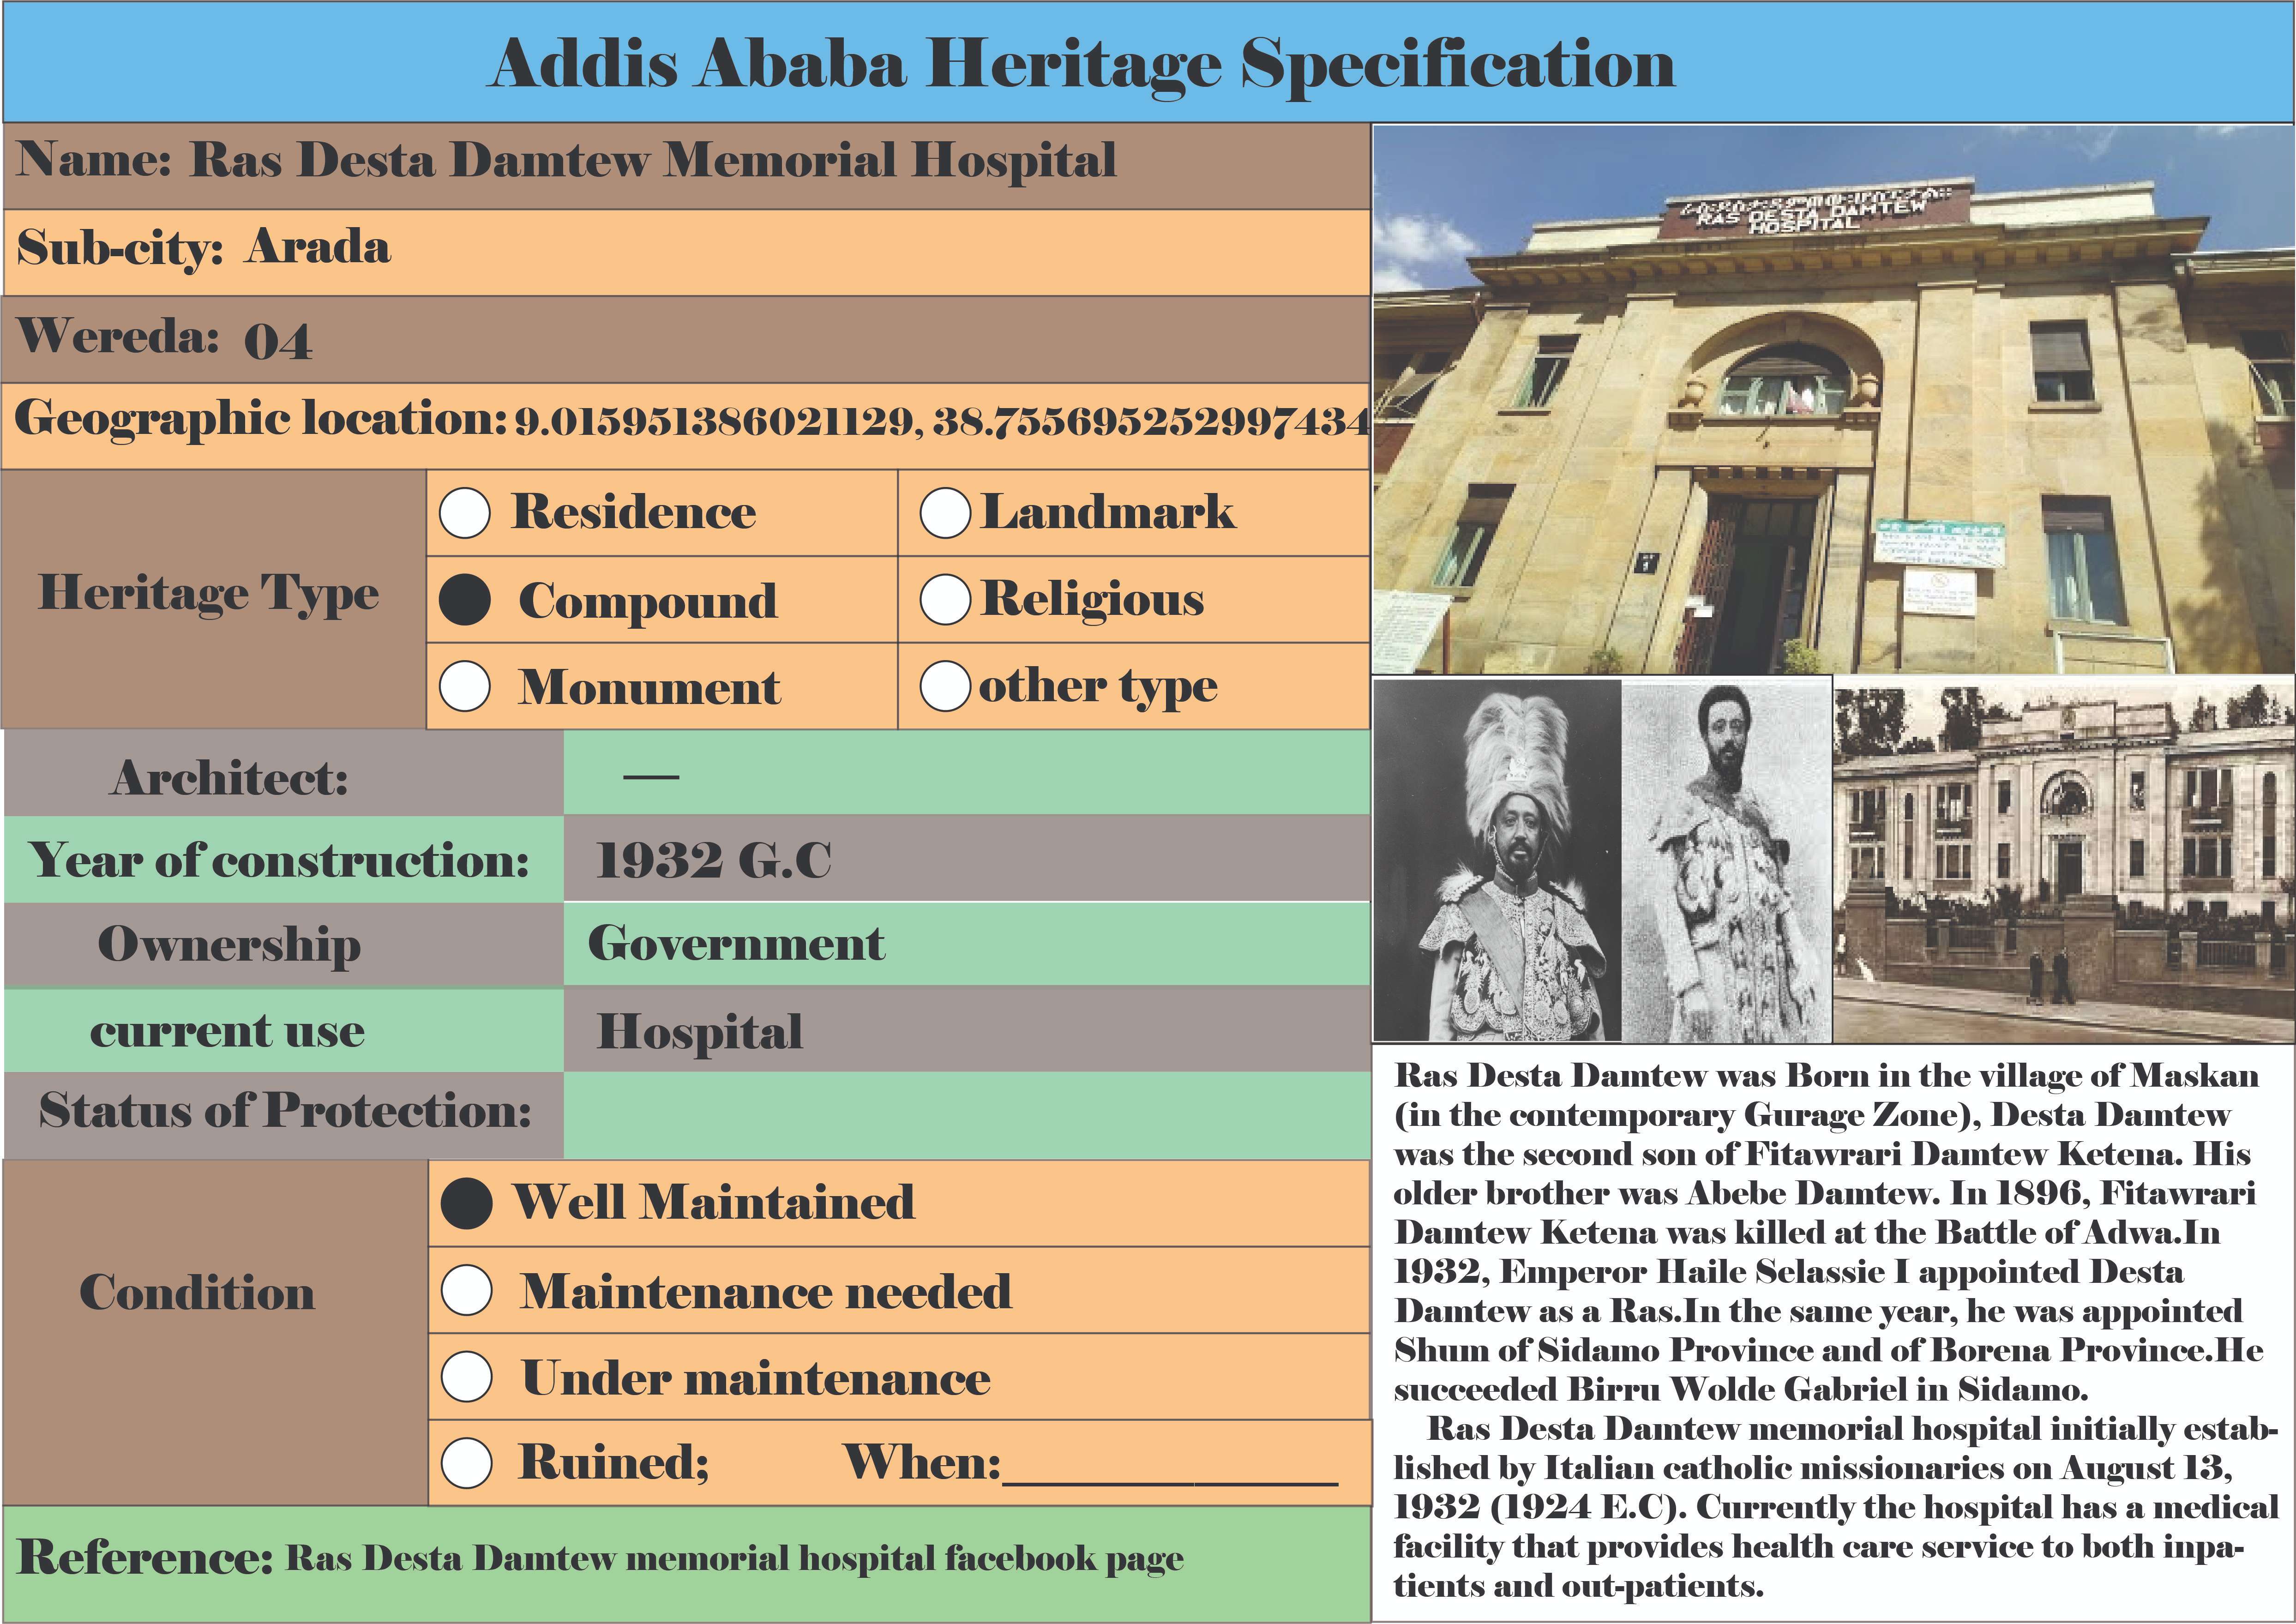 Addis Ababa Heritage Specification
Name: Ras Desta Damtew Memorial Hospital
Sub-city: Arada
Wereda: 04
Geographic location: 9.015951386021129, 38.755695252997434
Heritage Type
Residence
Landmark
Compound
Religious
Monument
other type
Architect: —
Year of construction: 1932 G.C
Ownership Government
current use Hospital
Status of Protection:
Condition
Well Maintained
Maintenance needed
Under maintenance
Ruined; When:____________
Reference: Ras Desta Damtew memorial hospital facebook page
RAS DESTA DAMTEW
HOSPITAL
Ras Desta Damtew was Born in the village of Maskan
(in the contemporary Gurage Zone), Desta Damtew
was the second son of Fitawrari Damtew Ketena. His
older brother was Abebe Damtew. In 1896, Fitawrari
Damtew Ketena was killed at the Battle of Adwa.In
1932, Emperor Haile Selassie I appointed Desta
Damtew as a Ras.In the same year, he was appointed
Shum of Sidamo Province and of Borena Province.He
succeeded Birru Wolde Gabriel in Sidamo.
Ras Desta Damtew memorial hospital initially estab-
lished by Italian catholic missionaries on August 13,
1932 (1924 E.C). Currently the hospital has a medical
facility that provides health care service to both inpa-
tients and out-patients.